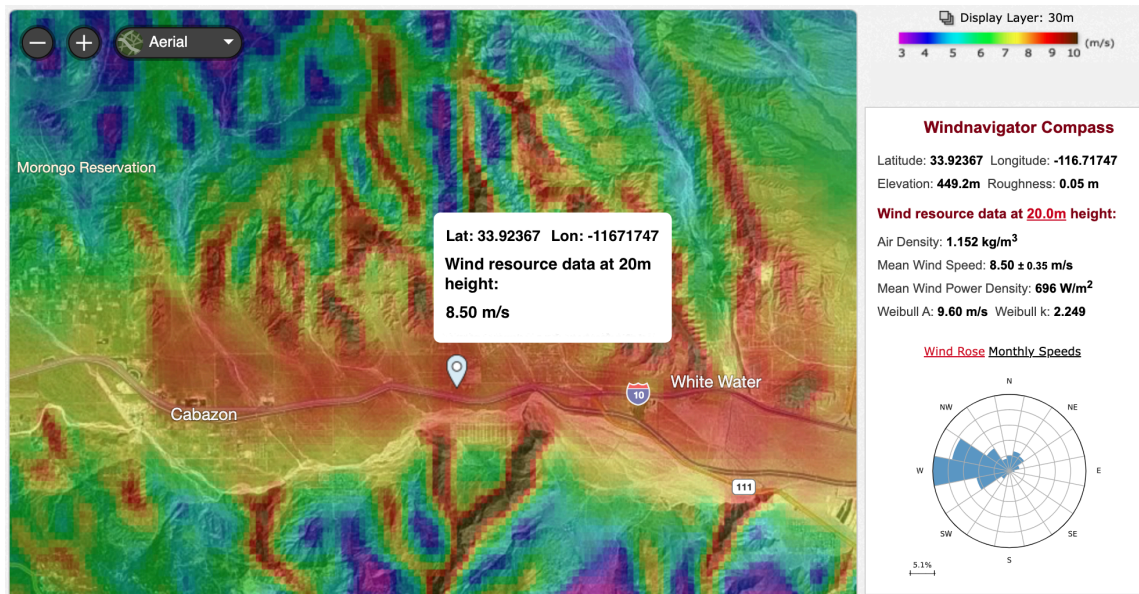 − + Aerial
Display Layer: 30m
3 4 5 6 7 8 9 10 (m/s)
Morongo Reservation
Lat: 33.92367 Lon: -11671747
Wind resource data at 20m
height:
8.50 m/s
White Water
10
Cabazon
111
Windnavigator Compass
Latitude: 33.92367 Longitude: -116.71747
Elevation: 449.2m Roughness: 0.05 m
Wind resource data at 20.0m height:
Air Density: 1.152 kg/m³
Mean Wind Speed: 8.50 ± 0.35 m/s
Mean Wind Power Density: 696 W/m²
Weibull A: 9.60 m/s Weibull k: 2.249
Wind Rose Monthly Speeds
N
NW NE
W E
SW SE
S
5.1%